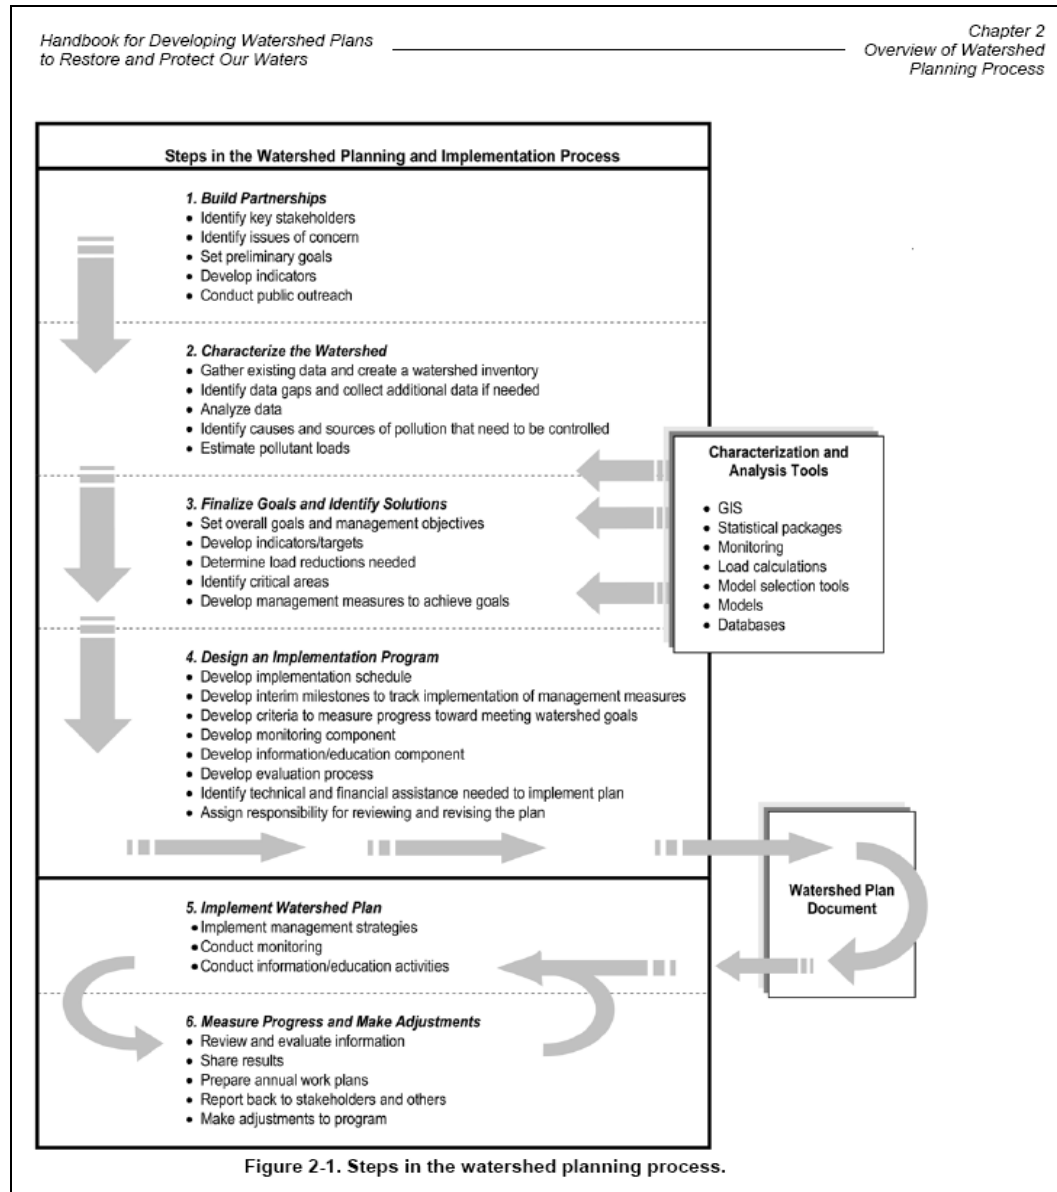 Handbook for Developing Watershed Plans
to Restore and Protect Our Waters
Chapter 2
Overview of Watershed
Planning Process
Steps in the Watershed Planning and Implementation Process
1. Build Partnerships
• Identify key stakeholders
• Identify issues of concern
• Set preliminary goals
• Develop indicators
• Conduct public outreach
2. Characterize the Watershed
• Gather existing data and create a watershed inventory
• Identify data gaps and collect additional data if needed
• Analyze data
• Identify causes and sources of pollution that need to be controlled
• Estimate pollutant loads
3. Finalize Goals and Identify Solutions
• Set overall goals and management objectives
• Develop indicators/targets
• Determine load reductions needed
• Identify critical areas
• Develop management measures to achieve goals
Characterization and
Analysis Tools
• GIS
• Statistical packages
• Monitoring
• Load calculations
• Model selection tools
• Models
• Databases
4. Design an Implementation Program
• Develop implementation schedule
• Develop interim milestones to track implementation of management measures
• Develop criteria to measure progress toward meeting watershed goals
• Develop monitoring component
• Develop information/education component
• Develop evaluation process
• Identify technical and financial assistance needed to implement plan
• Assign responsibility for reviewing and revising the plan
Watershed Plan
Document
5. Implement Watershed Plan
• Implement management strategies
• Conduct monitoring
• Conduct information/education activities
6. Measure Progress and Make Adjustments
• Review and evaluate information
• Share results
• Prepare annual work plans
• Report back to stakeholders and others
• Make adjustments to program
Figure 2-1. Steps in the watershed planning process.